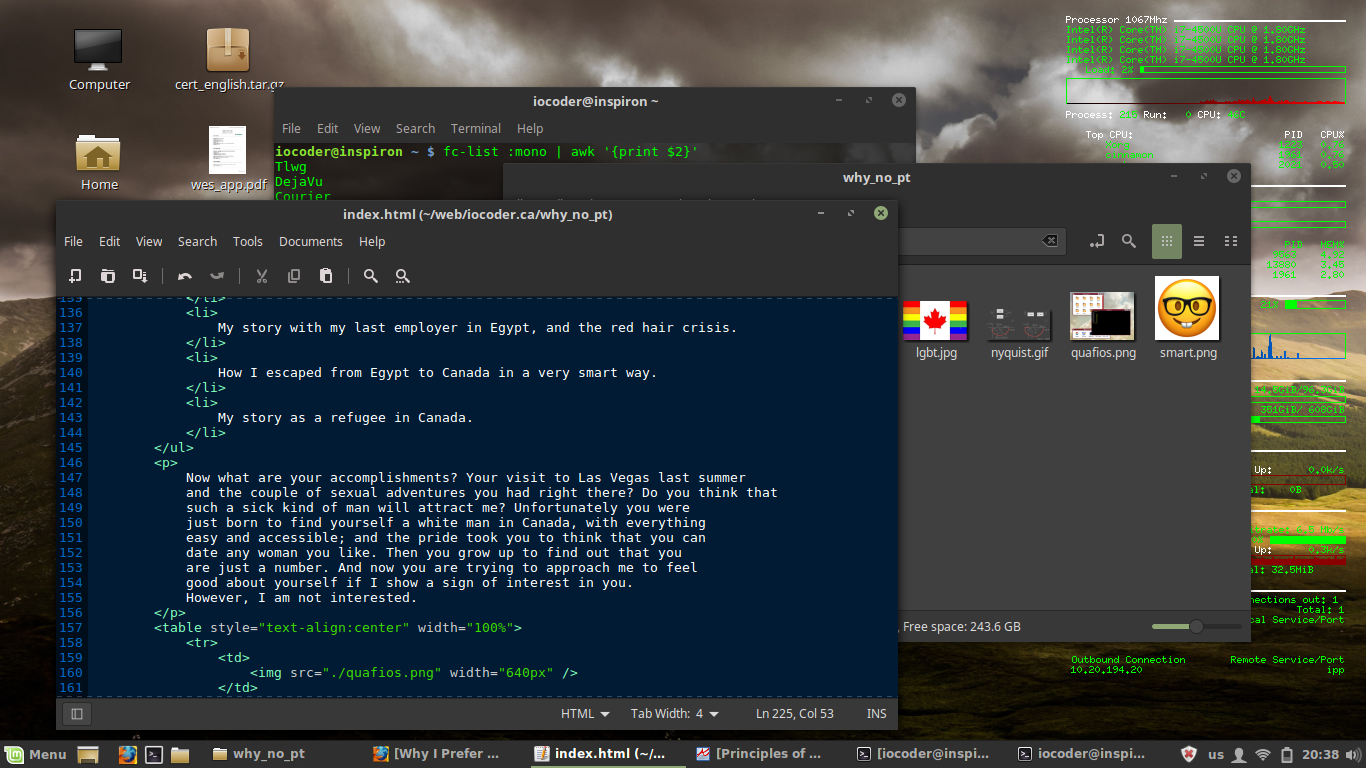 Computer
cert_english.tar.gz
Home
wes_app.pdf
Processor 1067Mhz
Intel(R) Core(TM) i7-4500U CPU @ 1.80GHz
Intel(R) Core(TM) i7-4500U CPU @ 1.80GHz
Intel(R) Core(TM) i7-4500U CPU @ 1.80GHz
Intel(R) Core(TM) i7-4500U CPU @ 1.80GHz
Load: 2%
Process: Run: 0 CPU:
Top CPU: PID CPU%
iocoder@inspiron ~
File Edit View Search Terminal Help
iocoder@inspiron ~ $ fc-list :mono | awk '{print $2}'
Tlwg
DejaVu
Courier
why_no_pt
lgbt.jpg
nyquist.gif
quafios.png
smart.png
, Free space: 243.6 GB
index.html (~/web/iocoder.ca/why_no_pt)
File Edit View Search Tools Documents Help
135 </li>
136 <li>
137 My story with my last employer in Egypt, and the red hair crisis.
138 </li>
139 <li>
140 How I escaped from Egypt to Canada in a very smart way.
141 </li>
142 <li>
143 My story as a refugee in Canada.
144 </li>
145 </ul>
146 <p>
147 Now what are your accomplishments? Your visit to Las Vegas last summer
148 and the couple of sexual adventures you had right there? Do you think that
149 such a sick kind of man will attract me? Unfortunately you were
150 just born to find yourself a white man in Canada, with everything
151 easy and accessible; and the pride took you to think that you can
152 date any woman you like. Then you grow up to find out that you
153 are just a number. And now you are trying to approach me to feel
154 good about yourself if I show a sign of interest in you.
155 However, I am not interested.
156 </p>
157 <table style="text-align:center" width="100%">
158 <tr>
159 <td>
160 <img src="./quafios.png" width="640px" />
161 </td>
HTML Tab Width: 4 Ln 225, Col 53 INS
PID MEM%
13880 3.45
1961 2.80
21%
351GiB/ 608GiB
Up: 0.0k/s
al: 0B
Up: 0.3k/s
al: 32.5MiB
nections out: 1
Total: 1
cal Service/Port
Outbound Connection Remote Service/Port
10.20.194.20 ipp
Menu
why_no_pt
[Why I Prefer ...
index.html (~/...
[Principles of ...
[iocoder@inspi...
iocoder@inspi...
us
20:38